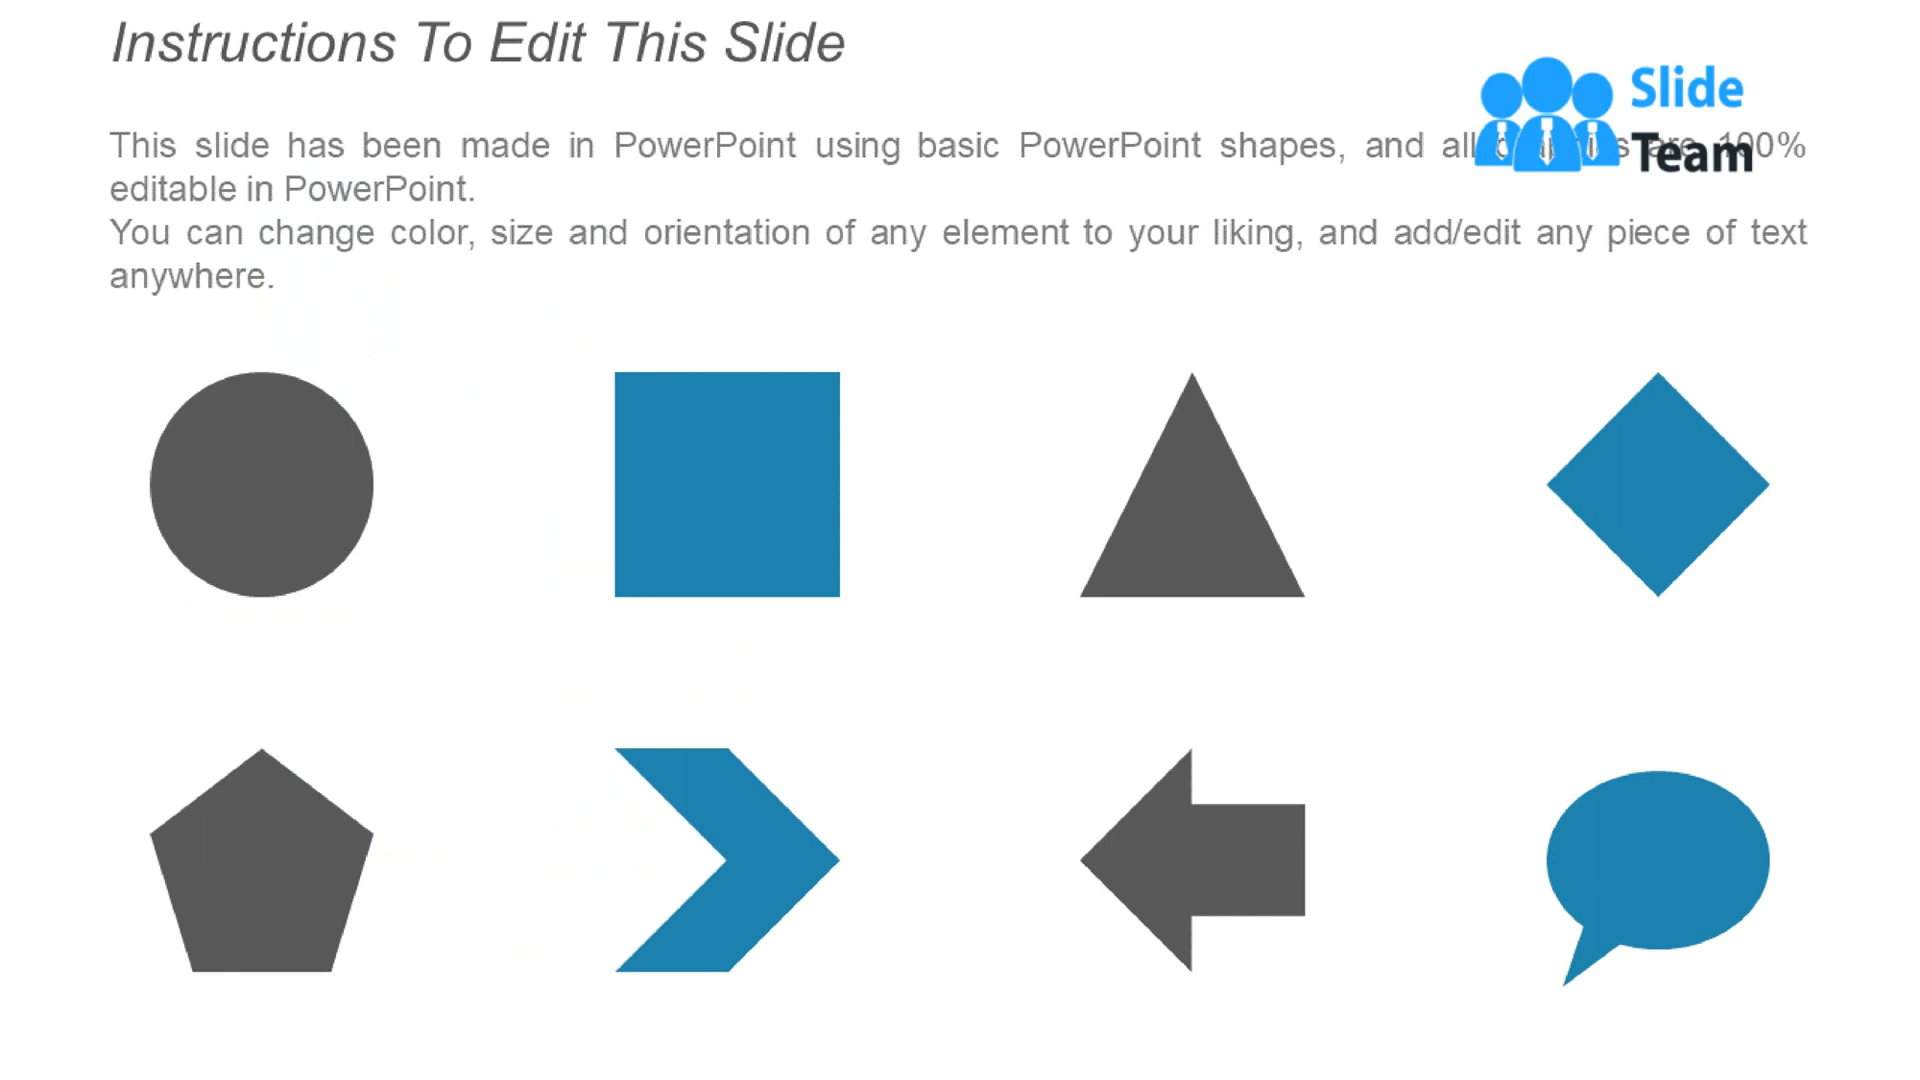 Instructions To Edit This Slide
Slide
Team
This slide has been made in PowerPoint using basic PowerPoint shapes, and all are 100%
editable in PowerPoint.
You can change color, size and orientation of any element to your liking, and add/edit any piece of text
anywhere.